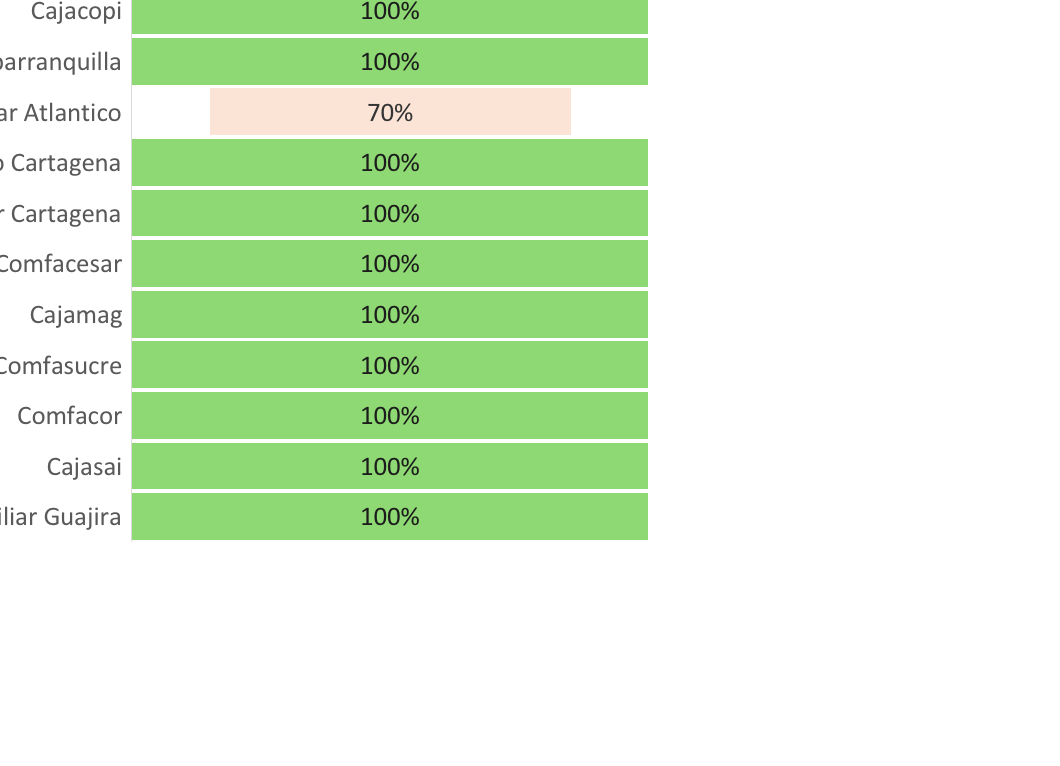 Cajacopi 100%
barranquilla 100%
ar Atlantico 70%
o Cartagena 100%
r Cartagena 100%
Comfacesar 100%
Cajamag 100%
Comfasucre 100%
Comfacor 100%
Cajasai 100%
iliar Guajira 100%